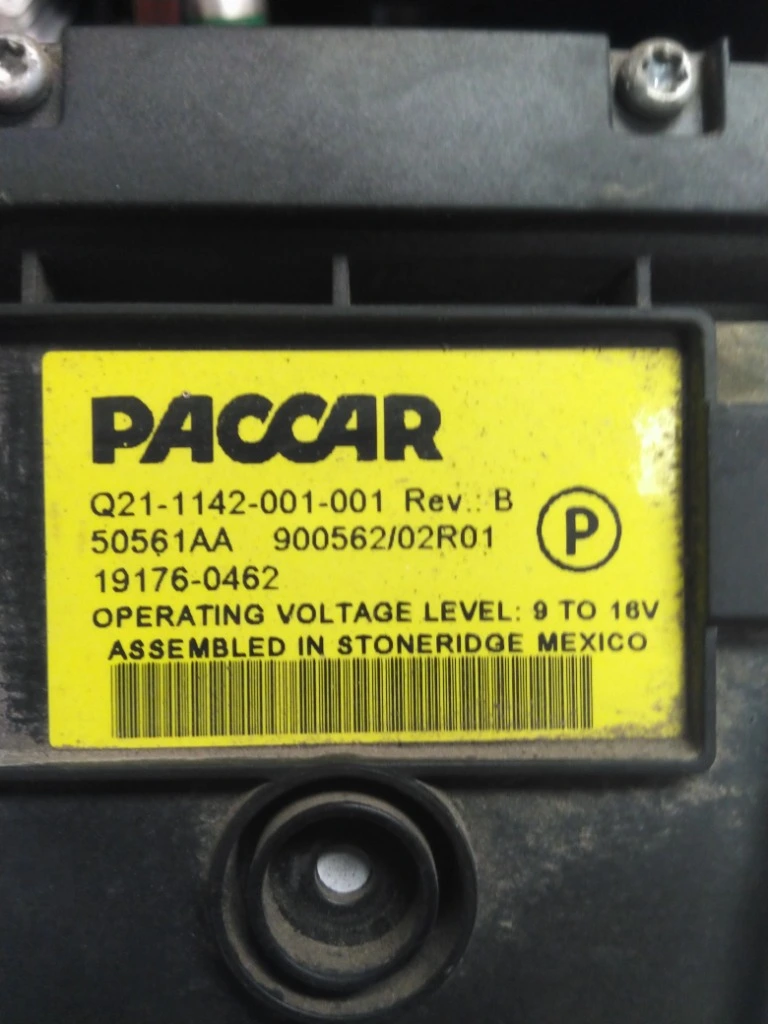 PACCAR
Q21-1142-001-001 Rev.: B
50561AA 900562/02R01
P
19176-0462
OPERATING VOLTAGE LEVEL: 9 TO 16V
ASSEMBLED IN STONERIDGE MEXICO